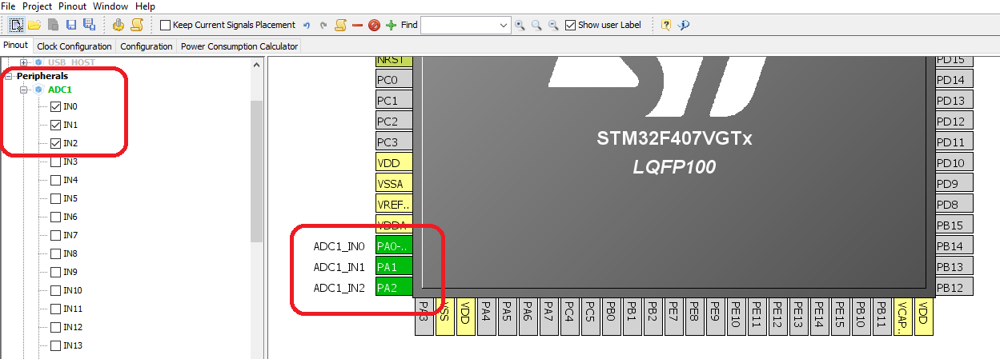 File Project Pinout Window Help
Keep Current Signals Placement Find Show user Label
Pinout Clock Configuration Configuration Power Consumption Calculator
USB_HOST
Peripherals
ADC1
IN0
IN1
IN2
IN3
IN4
IN5
IN6
IN7
IN8
IN9
IN10
IN11
IN12
IN13
NRST
PC0
PC1
PC2
PC3
VDD
VSSA
VREF..
VDDA
ADC1_IN0 PA0-..
ADC1_IN1 PA1
ADC1_IN2 PA2
STM32F407VGTx
LQFP100
PD15
PD14
PD13
PD12
PD11
PD10
PD9
PD8
PB15
PB14
PB13
PB12
PA3
VSS
VDD
PA4
PA5
PA6
PA7
PC4
PC5
PB0
PB1
PB2
PE7
PE8
PE9
PE10
PE11
PE12
PE13
PE14
PE15
PB10
PB11
VCAP..
VDD